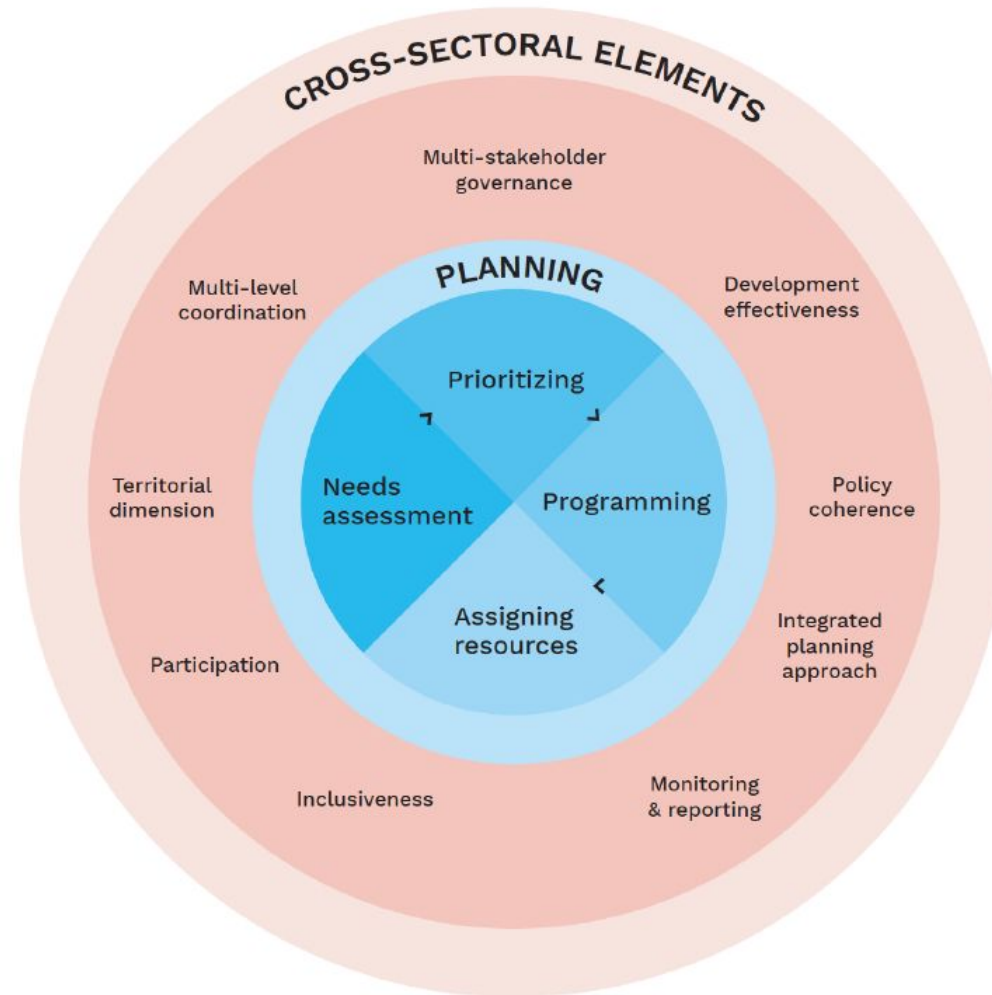 CROSS-SECTORAL ELEMENTS
Multi-stakeholder
governance
Multi-level
coordination
Development
effectiveness
PLANNING
Prioritizing
Territorial
dimension
Needs
assessment
Programming
Policy
coherence
Assigning
resources
Integrated
planning
approach
Participation
Inclusiveness
Monitoring
& reporting